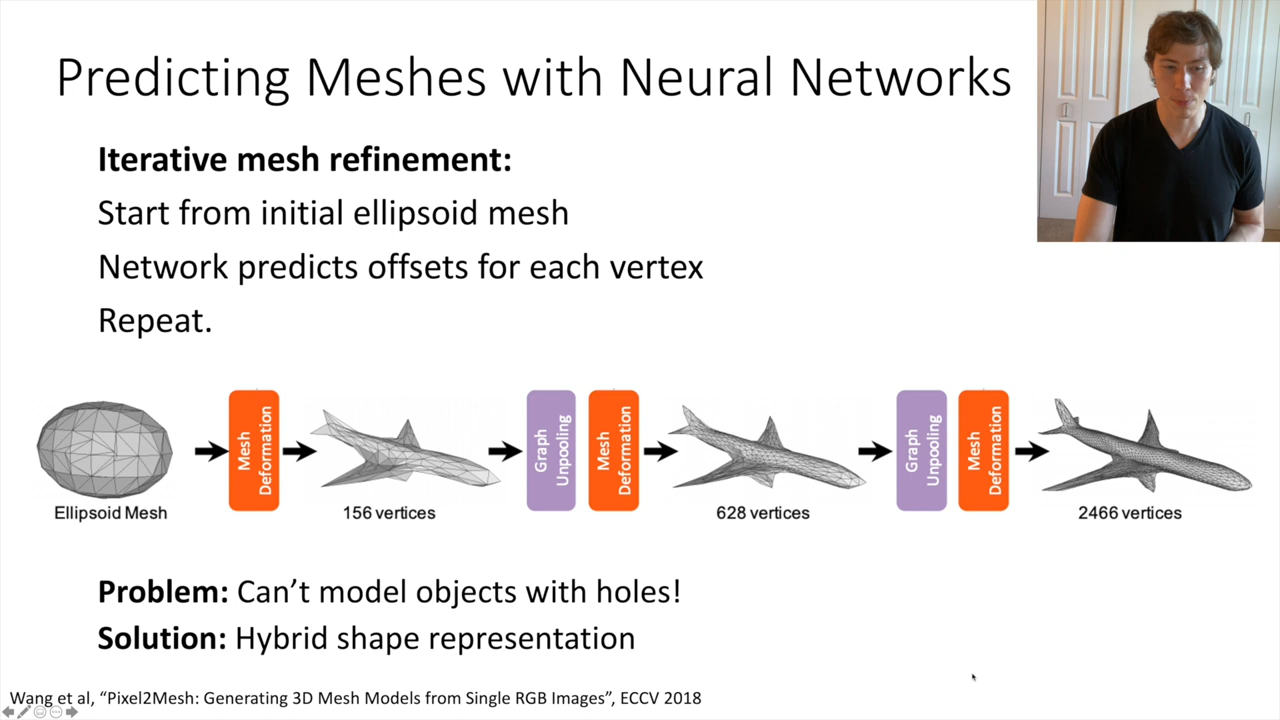 Predicting Meshes with Neural Networks
Iterative mesh refinement:
Start from initial ellipsoid mesh
Network predicts offsets for each vertex
Repeat.
Ellipsoid Mesh
Mesh
Deformation
156 vertices
Graph
Unpooling
Mesh
Deformation
628 vertices
Graph
Unpooling
Mesh
Deformation
2466 vertices
Problem: Can’t model objects with holes!
Solution: Hybrid shape representation
Wang et al, “Pixel2Mesh: Generating 3D Mesh Models from Single RGB Images”, ECCV 2018